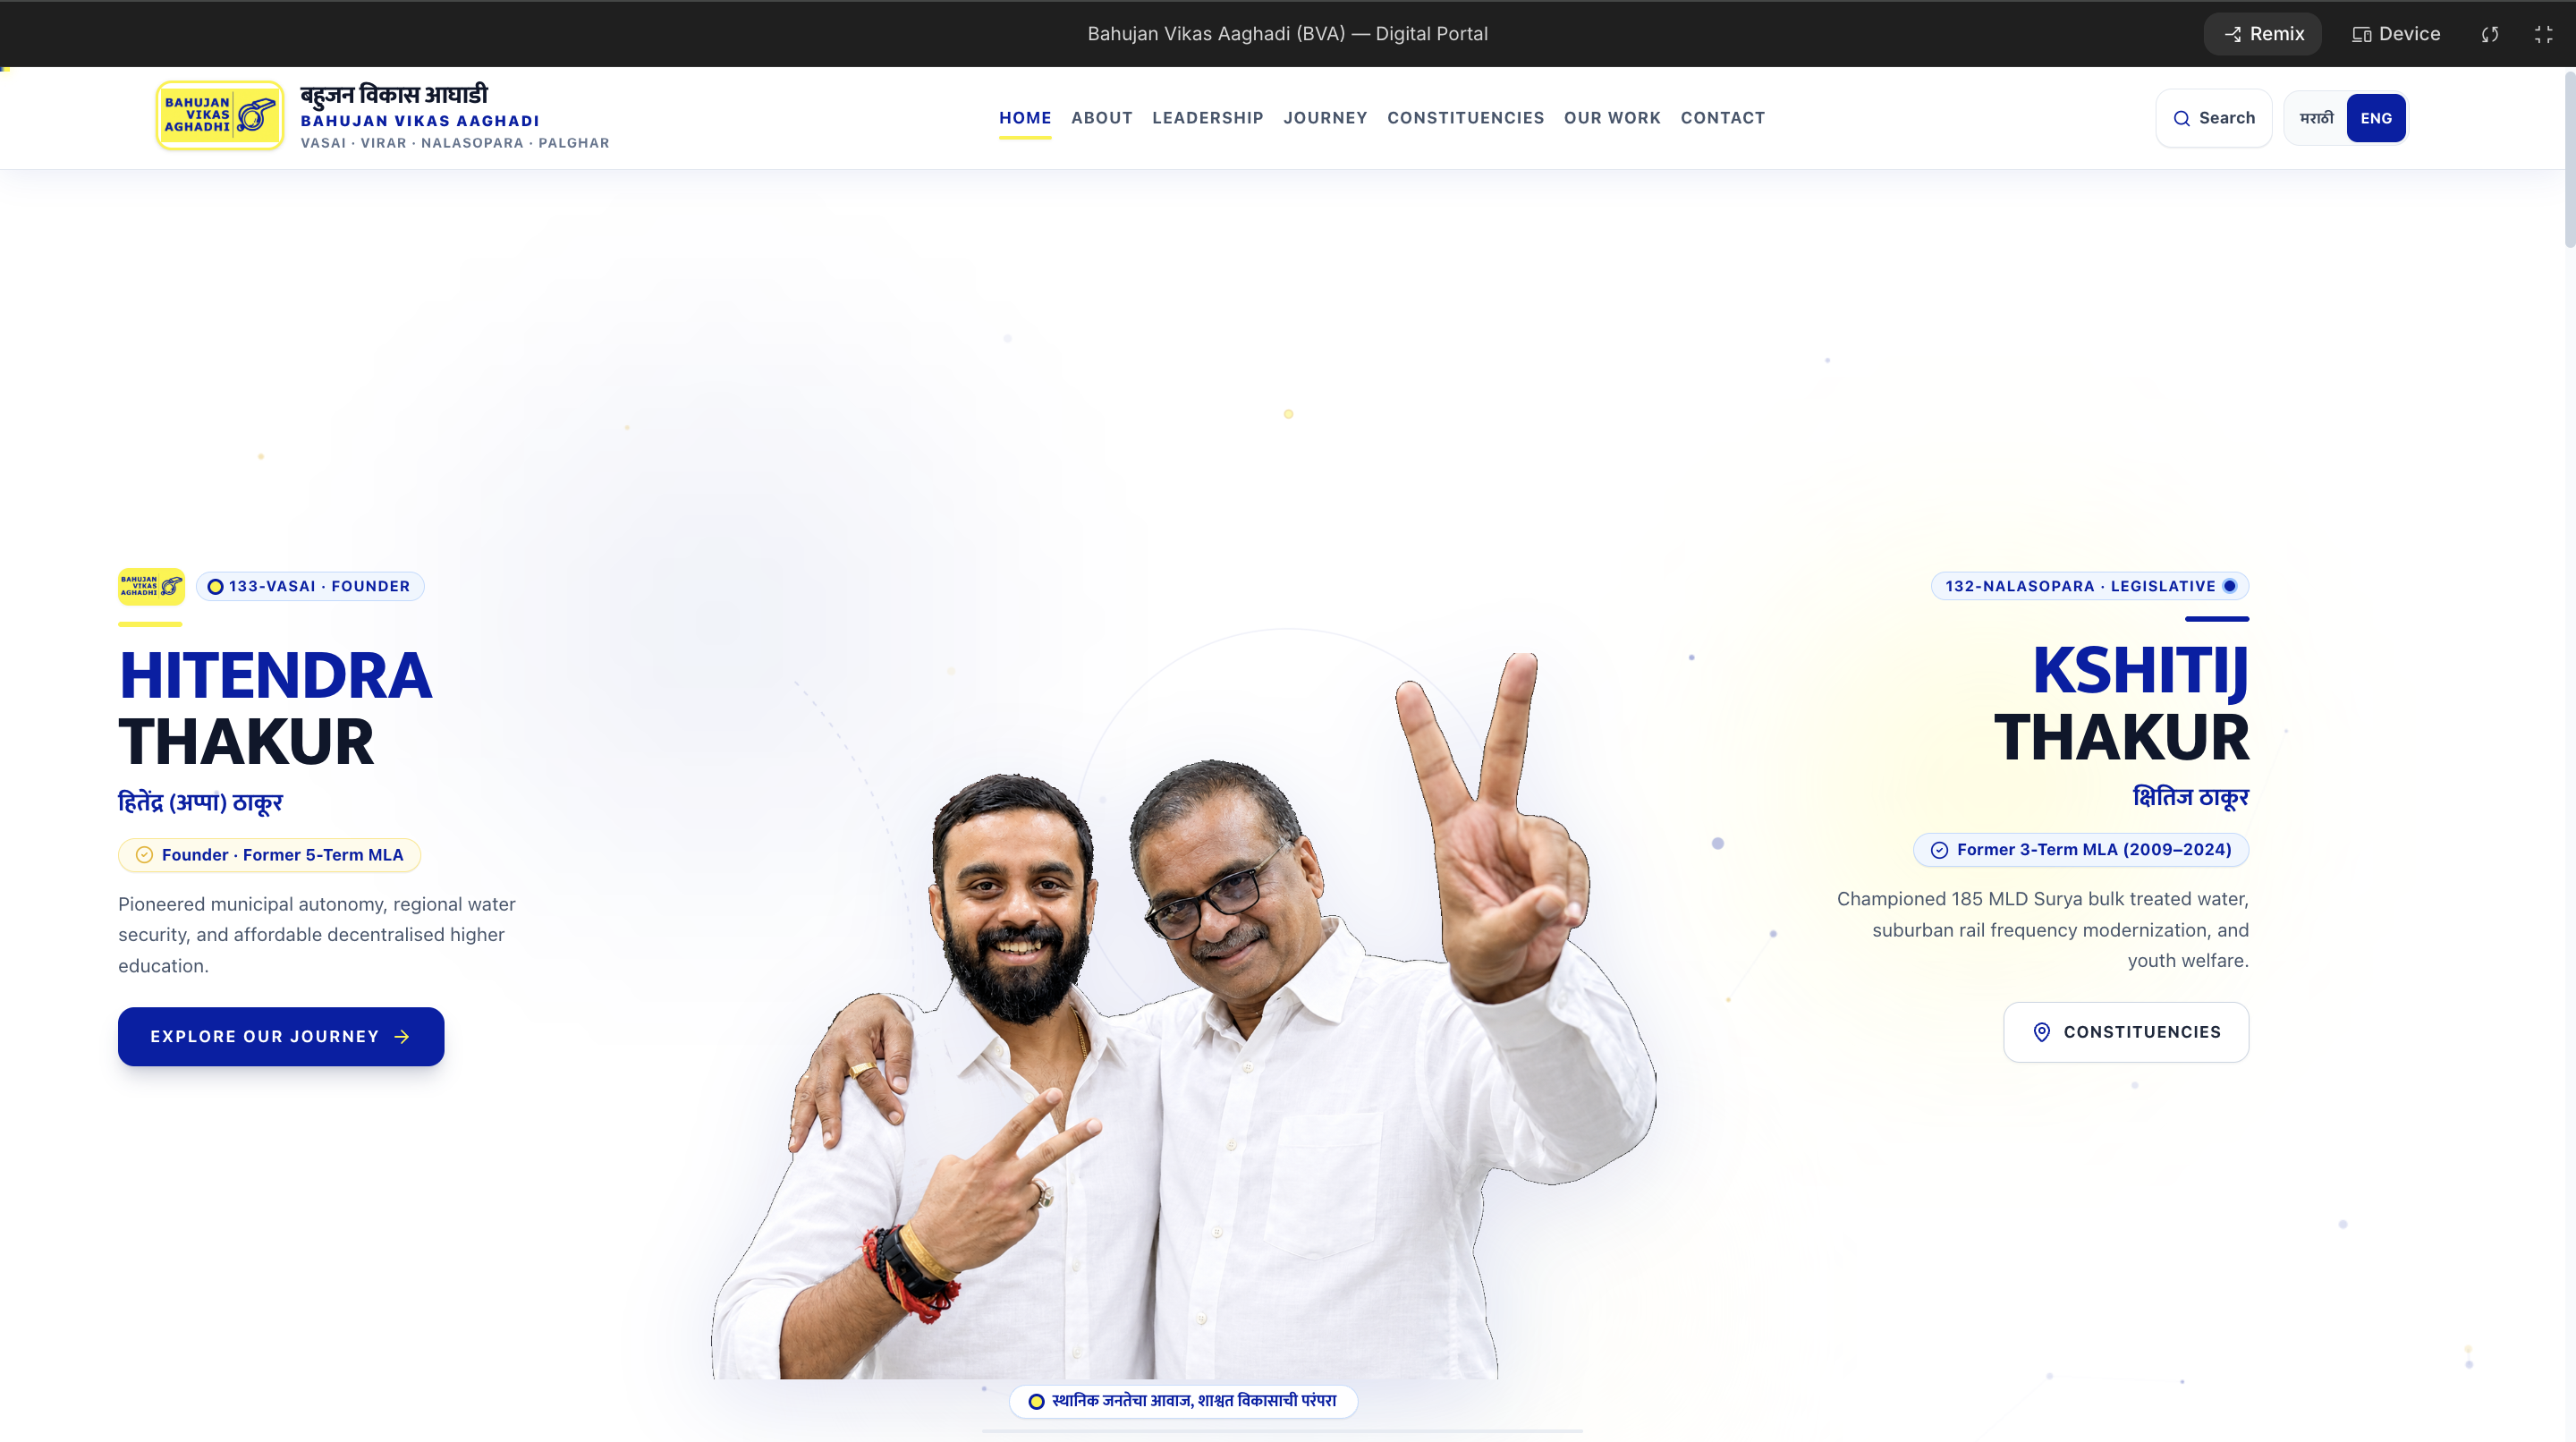 Bahujan Vikas Aaghadi (BVA) — Digital Portal
Remix
Device
BAHUJAN
VIKAS
AGHADHI
बहुजन विकास आघाडी
BAHUJAN VIKAS AAGHADI
VASAI · VIRAR · NALASOPARA · PALGHAR
HOME
ABOUT
LEADERSHIP
JOURNEY
CONSTITUENCIES
OUR WORK
CONTACT
Search
मराठी
ENG
BAHUJAN
VIKAS
AGHADHI
133-VASAI · FOUNDER
HITENDRA
THAKUR
हितेंद्र (अप्पा) ठाकूर
Founder · Former 5-Term MLA
Pioneered municipal autonomy, regional water
security, and affordable decentralised higher
education.
EXPLORE OUR JOURNEY
132-NALASOPARA · LEGISLATIVE
KSHITIJ
THAKUR
क्षितिज ठाकूर
Former 3-Term MLA (2009–2024)
Championed 185 MLD Surya bulk treated water,
suburban rail frequency modernization, and
youth welfare.
CONSTITUENCIES
स्थानिक जनतेचा आवाज, शाश्वत विकासाची परंपरा